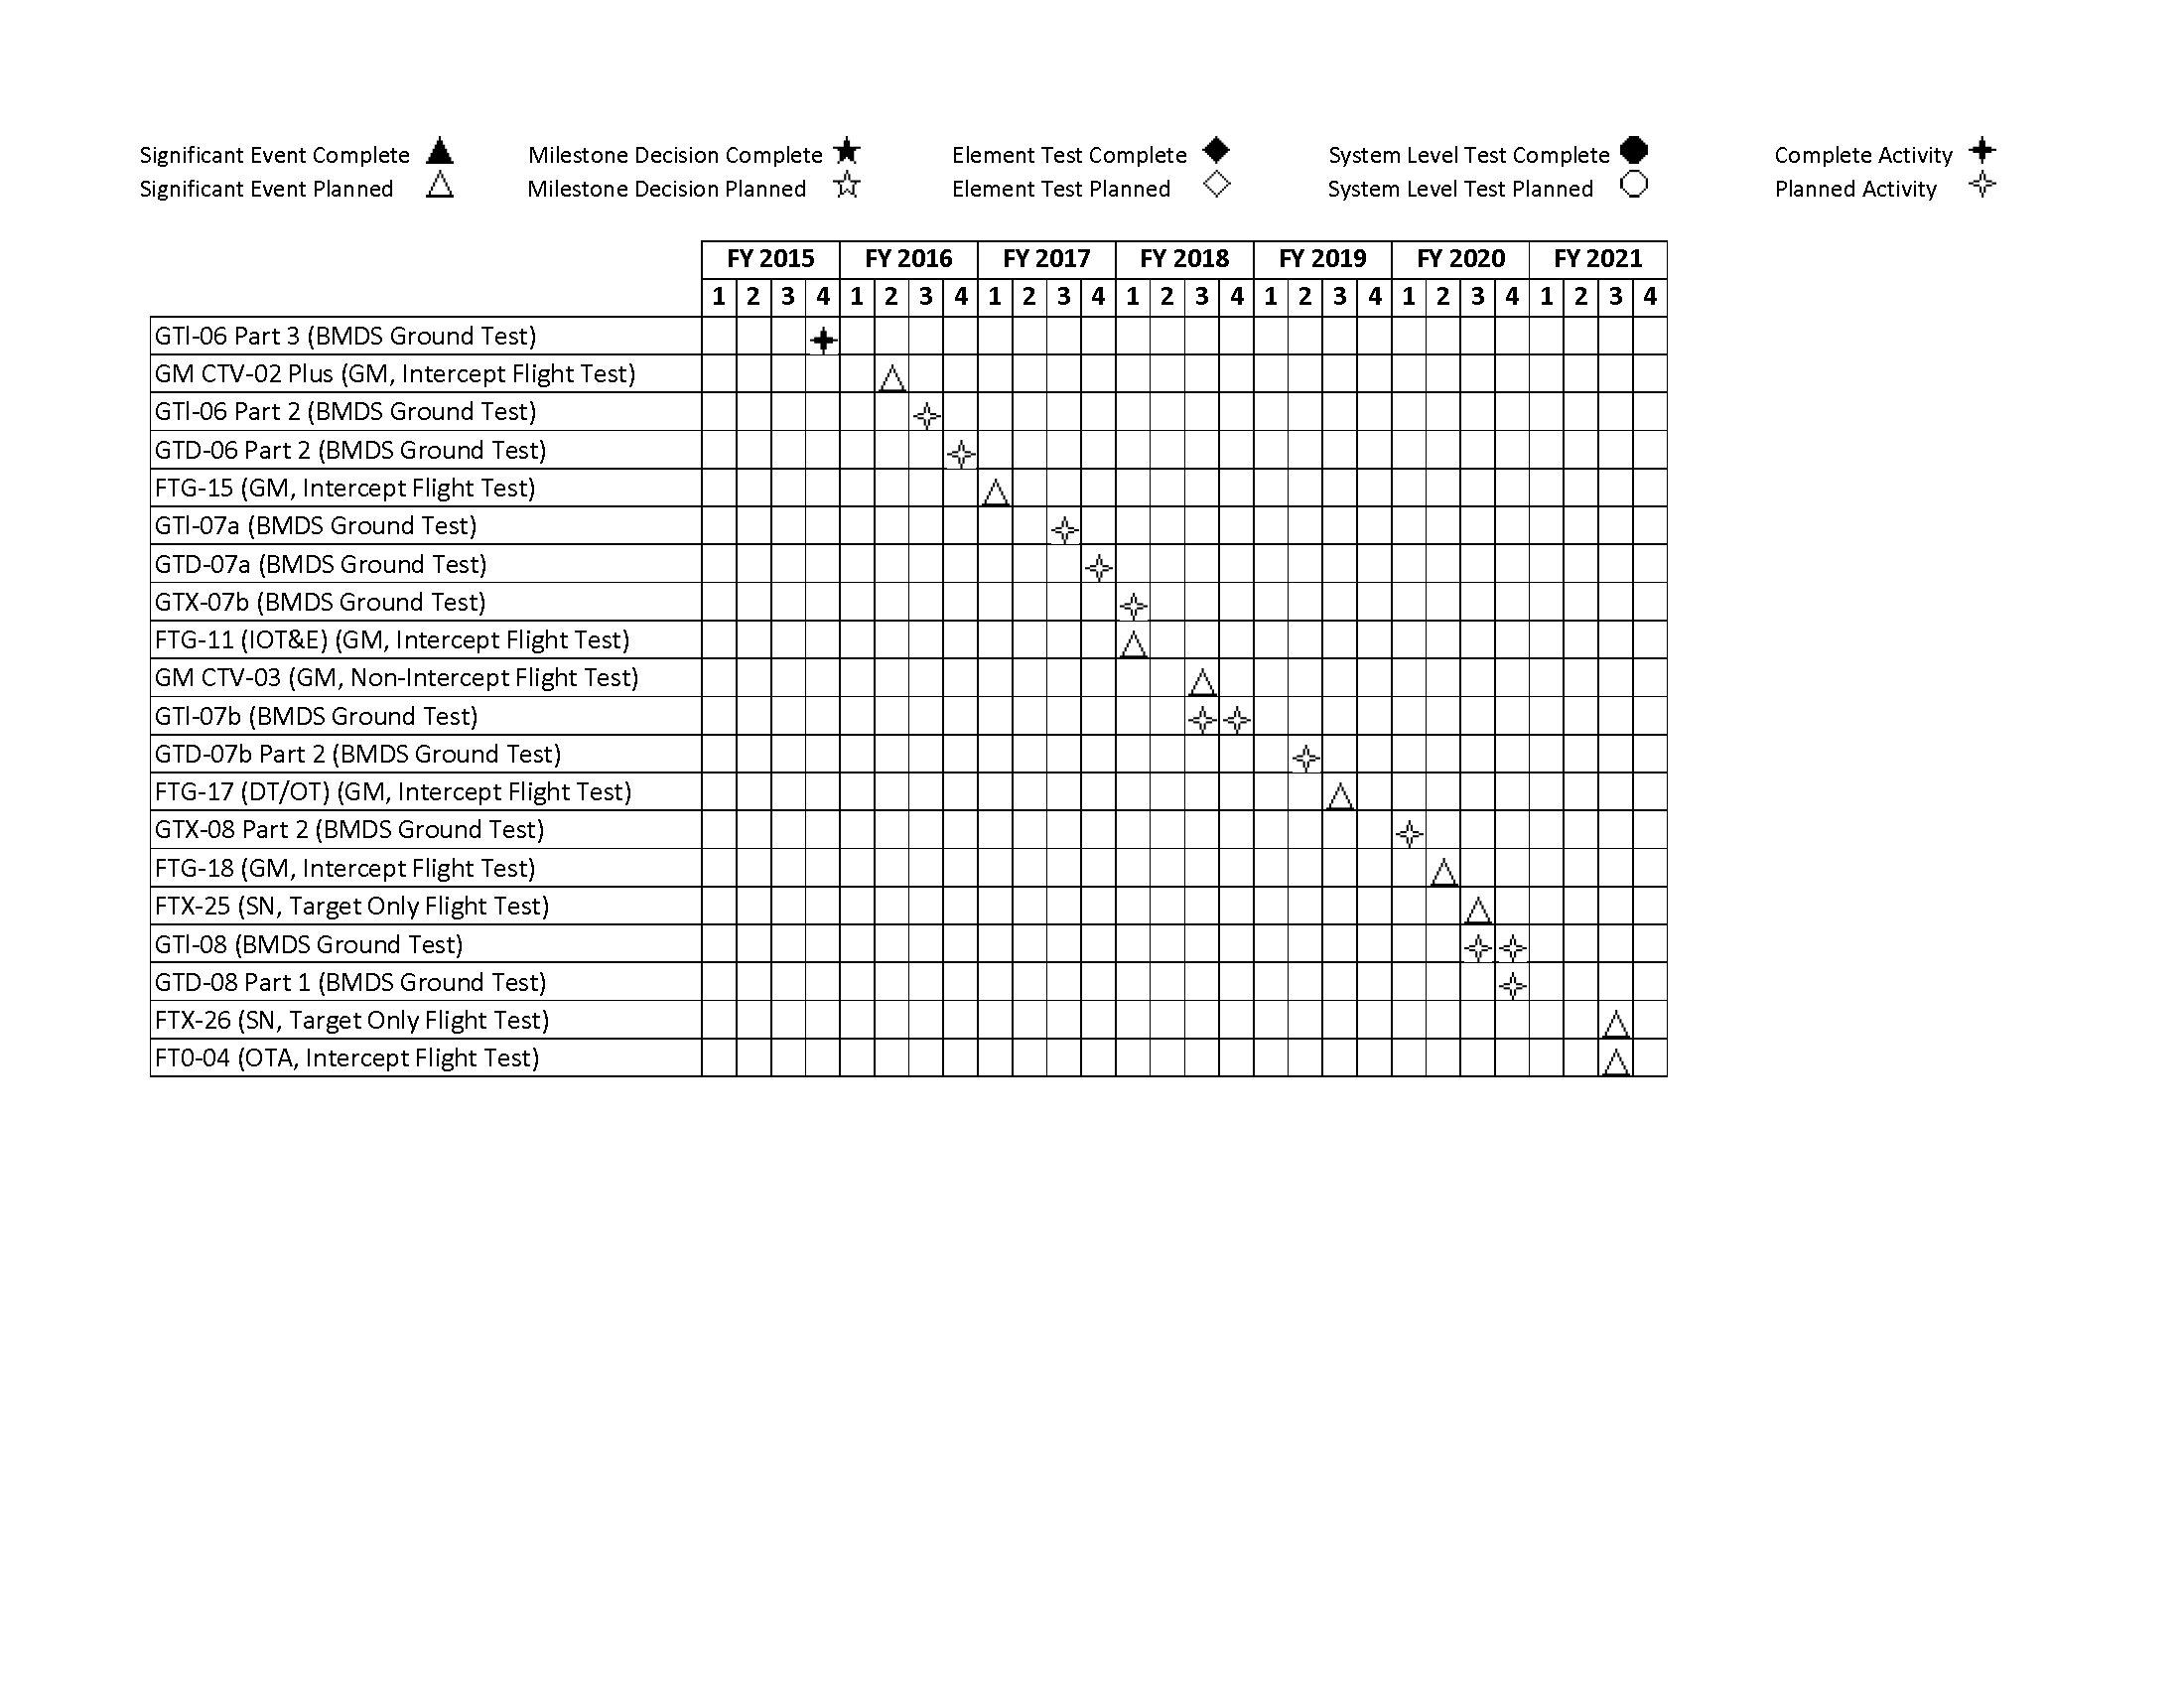 Significant Event Complete Milestone Decision Complete Element Test Complete System Level Test Complete Complete Activity
Significant Event Planned Milestone Decision Planned Element Test Planned System Level Test Planned Planned Activity
FY 2015 FY 2016 FY 2017 FY 2018 FY 2019 FY 2020 FY 2021
1 2 3 4 1 2 3 4 1 2 3 4 1 2 3 4 1 2 3 4 1 2 3 4 1 2 3 4
GTI-06 Part 3 (BMDS Ground Test)
GM CTV-02 Plus (GM, Intercept Flight Test)
GTI-06 Part 2 (BMDS Ground Test)
GTD-06 Part 2 (BMDS Ground Test)
FTG-15 (GM, Intercept Flight Test)
GTI-07a (BMDS Ground Test)
GTD-07a (BMDS Ground Test)
GTX-07b (BMDS Ground Test)
FTG-11 (IOT&E) (GM, Intercept Flight Test)
GM CTV-03 (GM, Non-Intercept Flight Test)
GTI-07b (BMDS Ground Test)
GTD-07b Part 2 (BMDS Ground Test)
FTG-17 (DT/OT) (GM, Intercept Flight Test)
GTX-08 Part 2 (BMDS Ground Test)
FTG-18 (GM, Intercept Flight Test)
FTX-25 (SN, Target Only Flight Test)
GTI-08 (BMDS Ground Test)
GTD-08 Part 1 (BMDS Ground Test)
FTX-26 (SN, Target Only Flight Test)
FT0-04 (OTA, Intercept Flight Test)